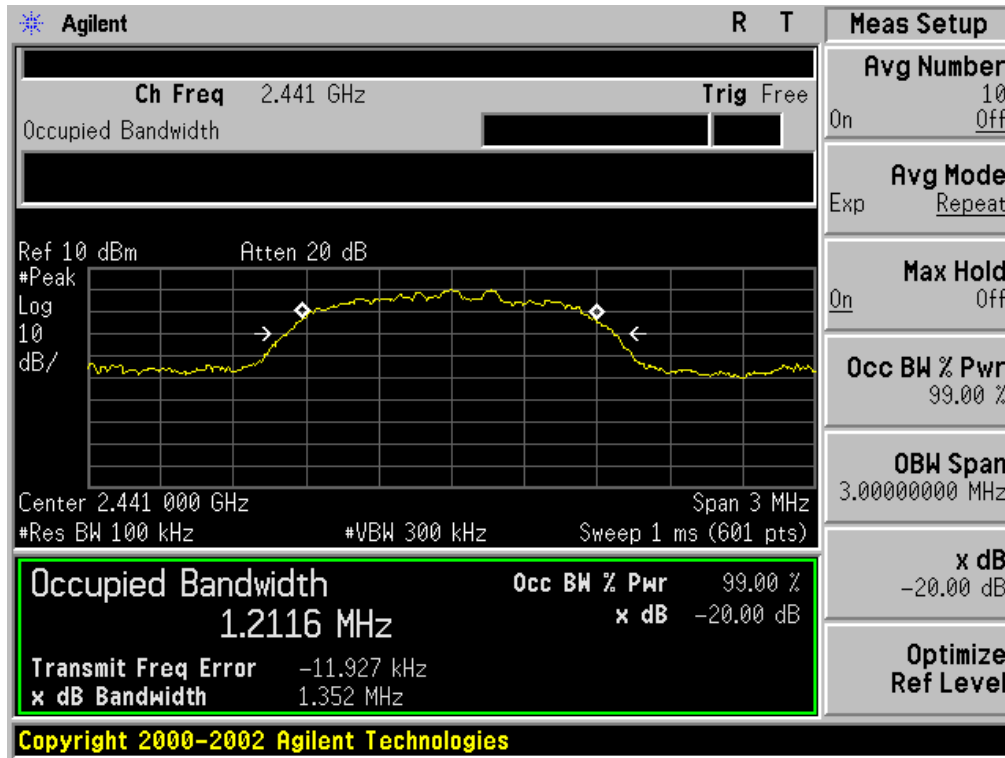 Agilent R T
Ch Freq 2.441 GHz Trig Free
Occupied Bandwidth
Ref 10 dBm Atten 20 dB
#Peak
Log
10
dB/
Center 2.441 000 GHz Span 3 MHz
#Res BW 100 kHz #VBW 300 kHz Sweep 1 ms (601 pts)
Occupied Bandwidth Occ BW % Pwr 99.00 %
1.2116 MHz x dB -20.00 dB
Transmit Freq Error -11.927 kHz
x dB Bandwidth 1.352 MHz
Copyright 2000-2002 Agilent Technologies
Meas Setup
Avg Number
10
On Off
Avg Mode
Exp Repeat
Max Hold
On Off
Occ BW % Pwr
99.00 %
OBW Span
3.00000000 MHz
x dB
-20.00 dB
Optimize
Ref Level